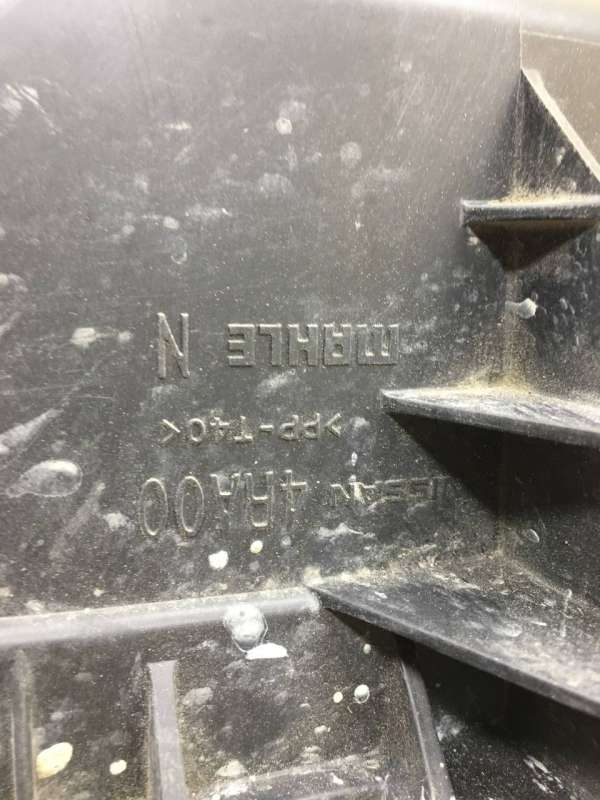 NISSAN 4RA00
>PP-T40<
MAHLE N